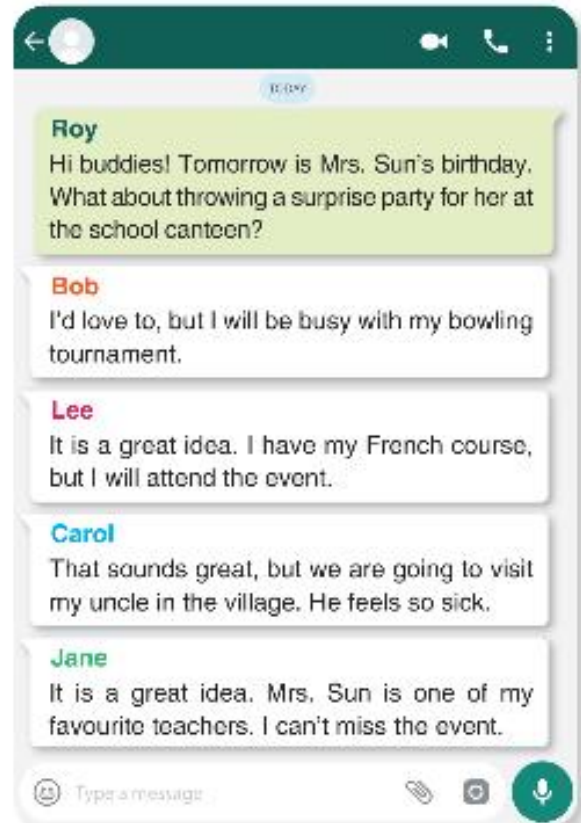 TODAY
Roy
Hi buddies! Tomorrow is Mrs. Sun's birthday.
What about throwing a surprise party for her at
the school canteen?
Bob
I'd love to, but I will be busy with my bowling
tournament.
Lee
It is a great idea. I have my French course,
but I will attend the event.
Carol
That sounds great, but we are going to visit
my uncle in the village. He feels so sick.
Jane
It is a great idea. Mrs. Sun is one of my
favourite teachers. I can't miss the event.
Type a message